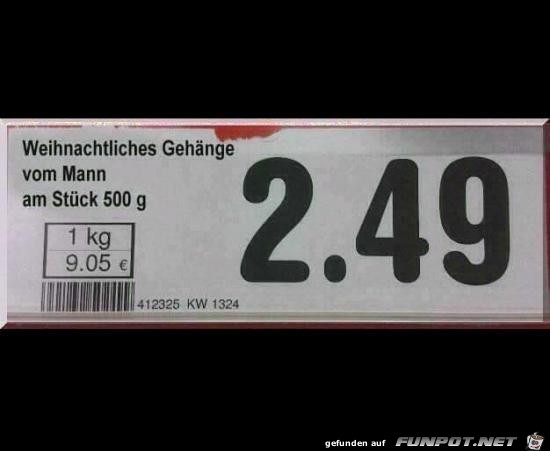 Weihnachtliches Gehänge
vom Mann
am Stück 500 g
2.49
1 kg
9.05 €
412325 KW 1324
gefunden auf FUNPOT.NET